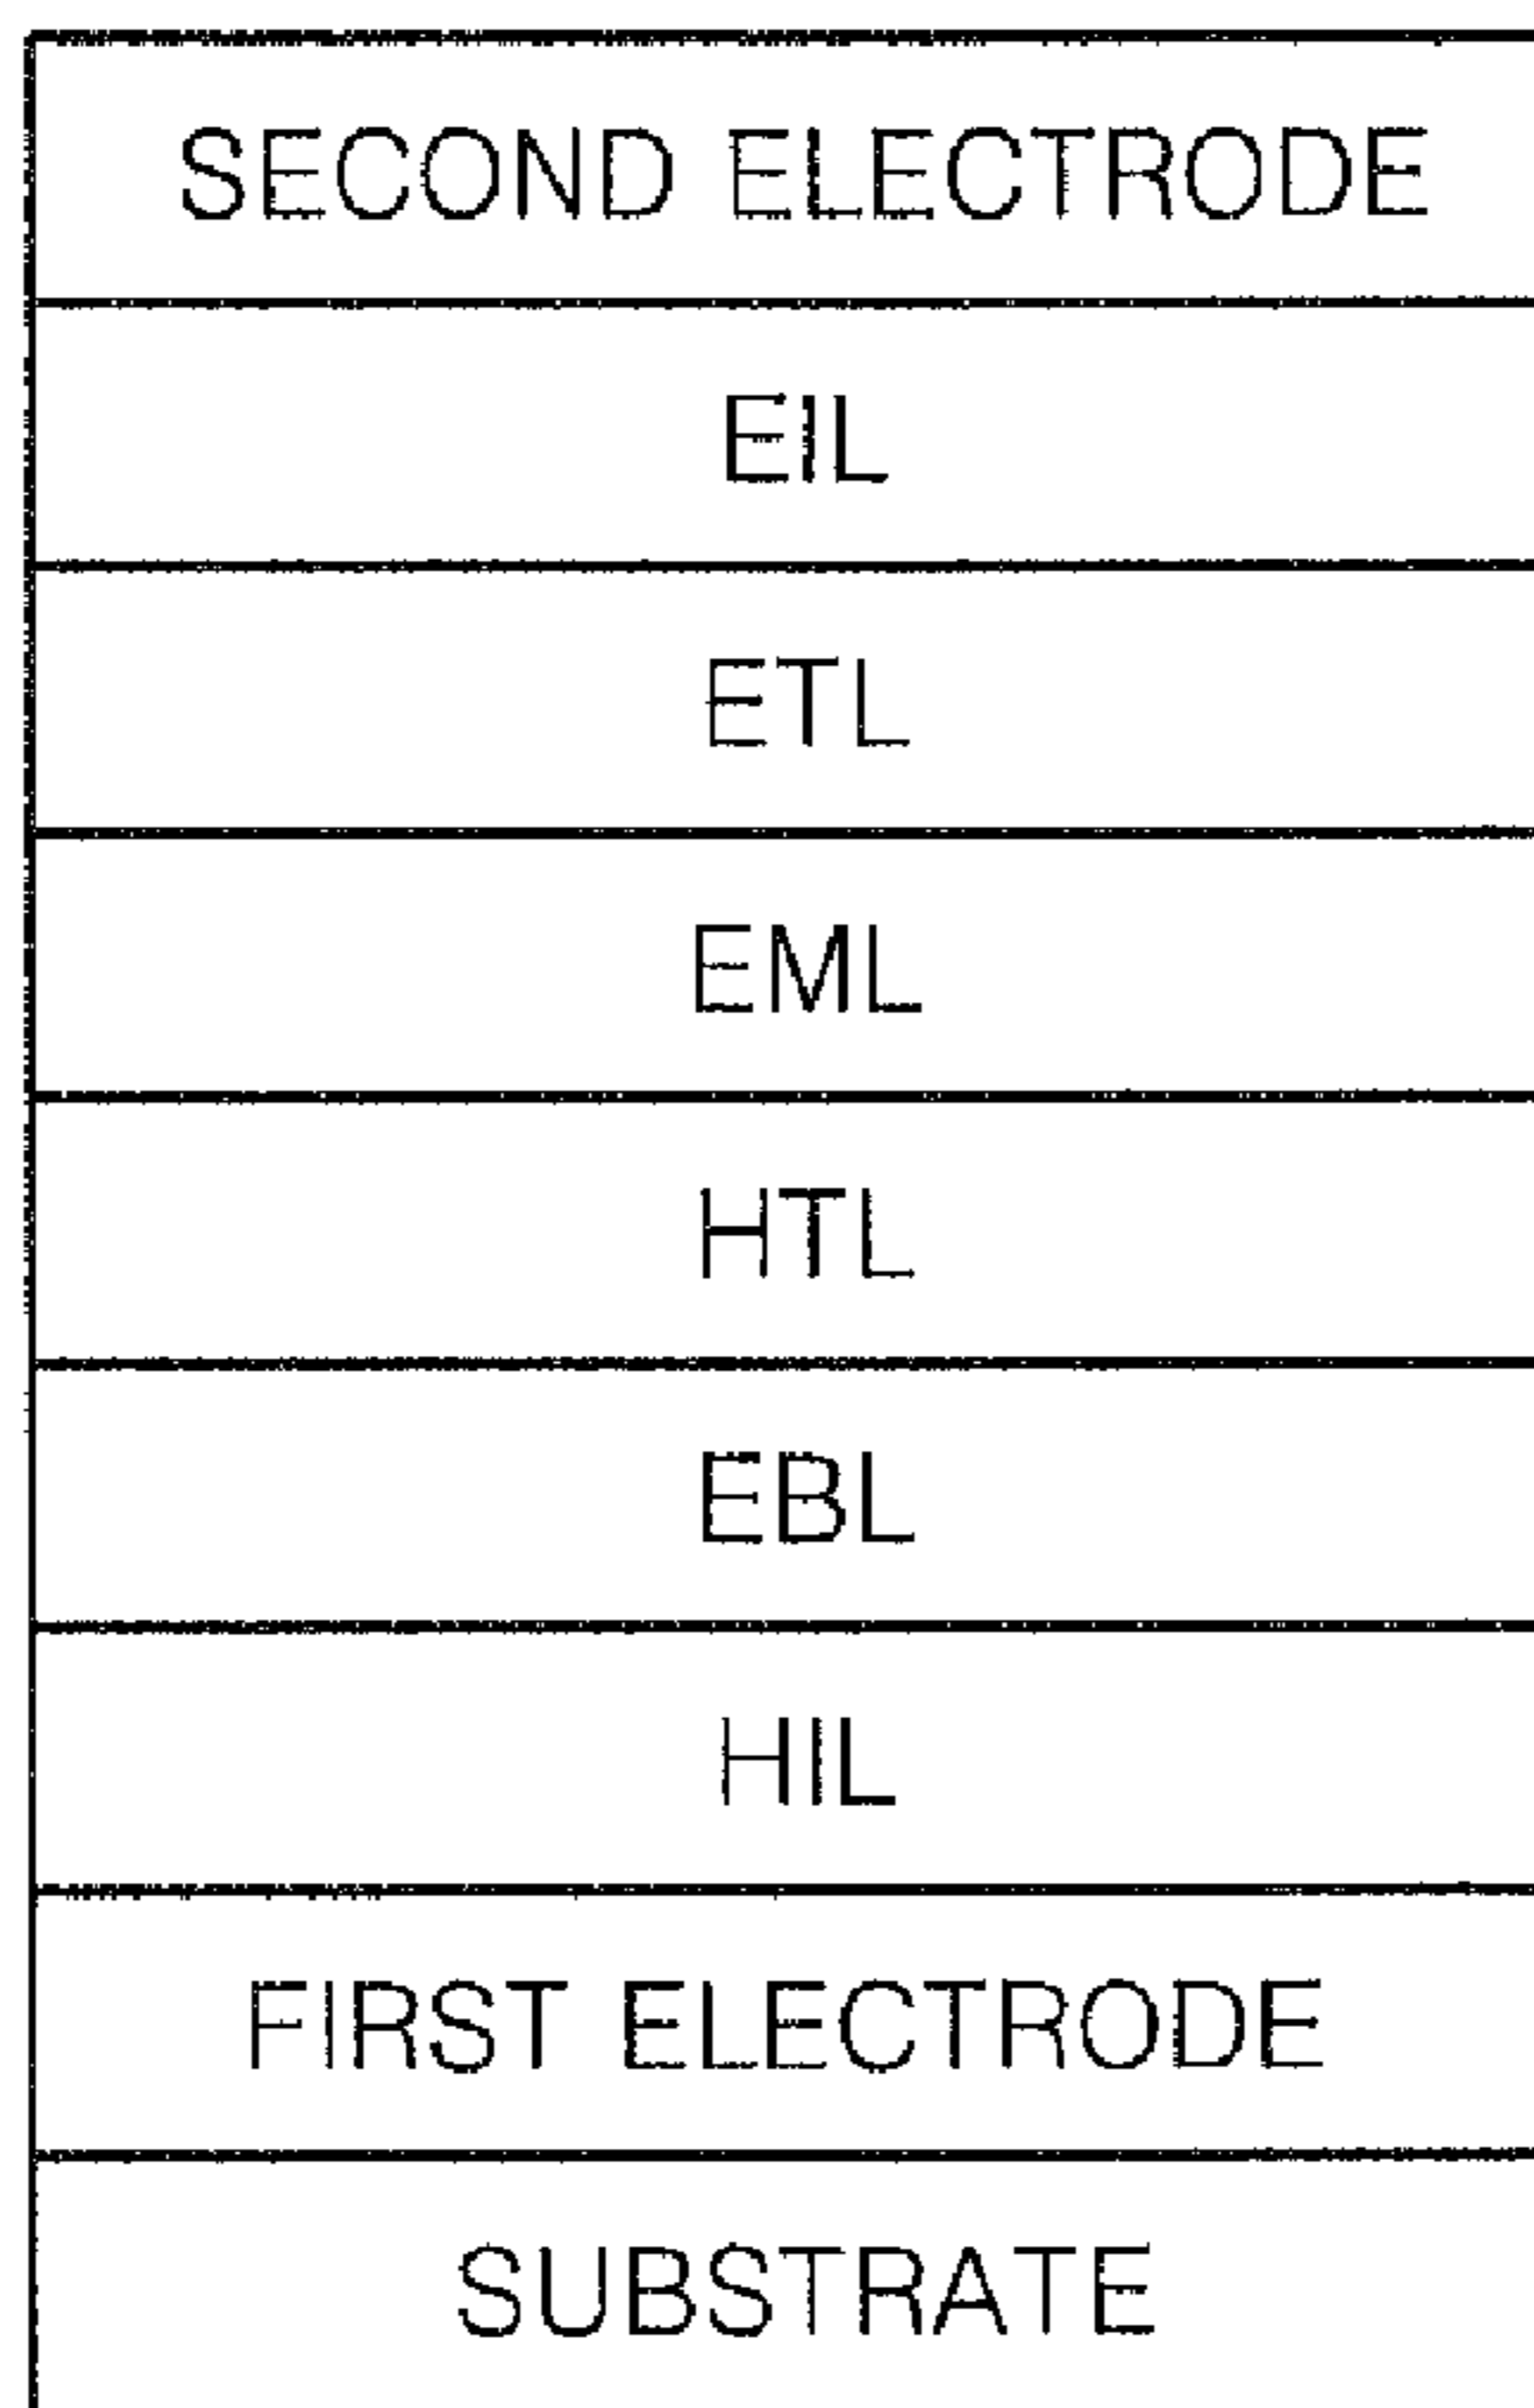 SECOND ELECTRODE
EIL
ETL
EML
HTL
EBL
HIL
FIRST ELECTRODE
SUBSTRATE